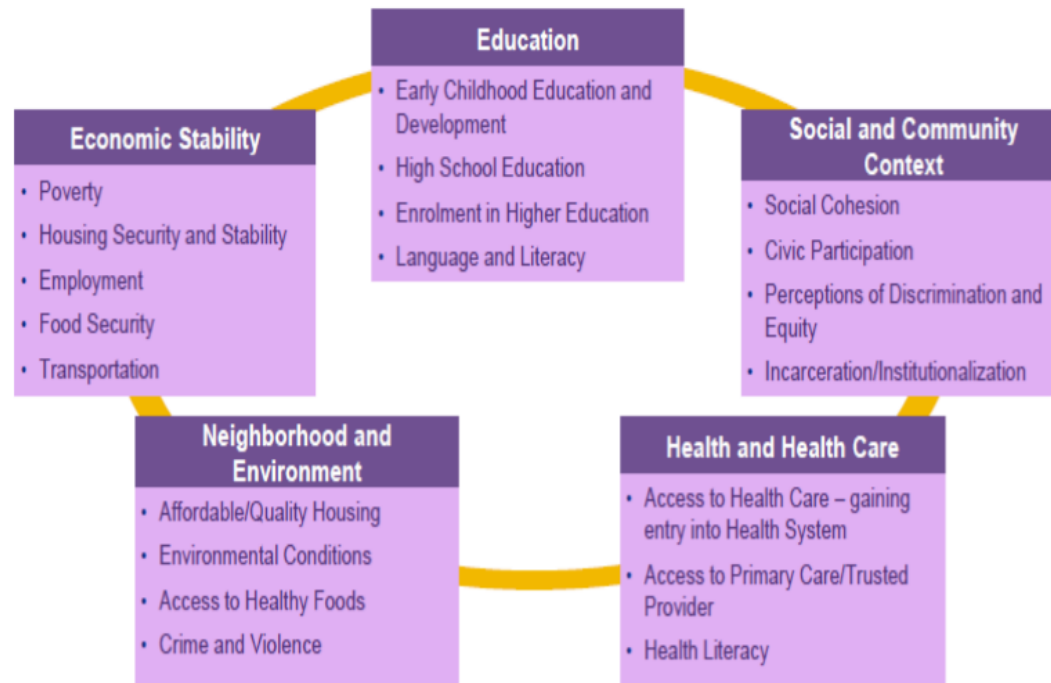 Education
• Early Childhood Education and
Development
• High School Education
• Enrolment in Higher Education
• Language and Literacy
Economic Stability
• Poverty
• Housing Security and Stability
• Employment
• Food Security
• Transportation
Social and Community
Context
• Social Cohesion
• Civic Participation
• Perceptions of Discrimination and
Equity
• Incarceration/Institutionalization
Neighborhood and
Environment
• Affordable/Quality Housing
• Environmental Conditions
• Access to Healthy Foods
• Crime and Violence
Health and Health Care
• Access to Health Care – gaining
entry into Health System
• Access to Primary Care/Trusted
Provider
• Health Literacy